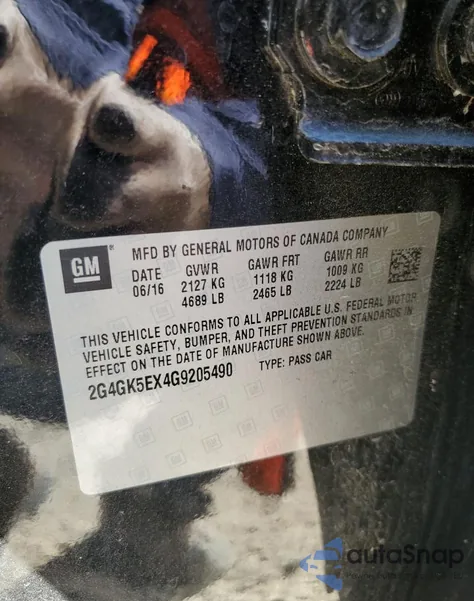 GM
MFD BY GENERAL MOTORS OF CANADA COMPANY
DATE GVWR GAWR FRT GAWR RR
06/16 2127 KG 1118 KG 1009 KG
4689 LB 2465 LB 2224 LB
THIS VEHICLE CONFORMS TO ALL APPLICABLE U.S. FEDERAL MOTOR
VEHICLE SAFETY, BUMPER, AND THEFT PREVENTION STANDARDS IN
EFFECT ON THE DATE OF MANUFACTURE SHOWN ABOVE.
2G4GK5EX4G9205490 TYPE: PASS CAR
autoSnap